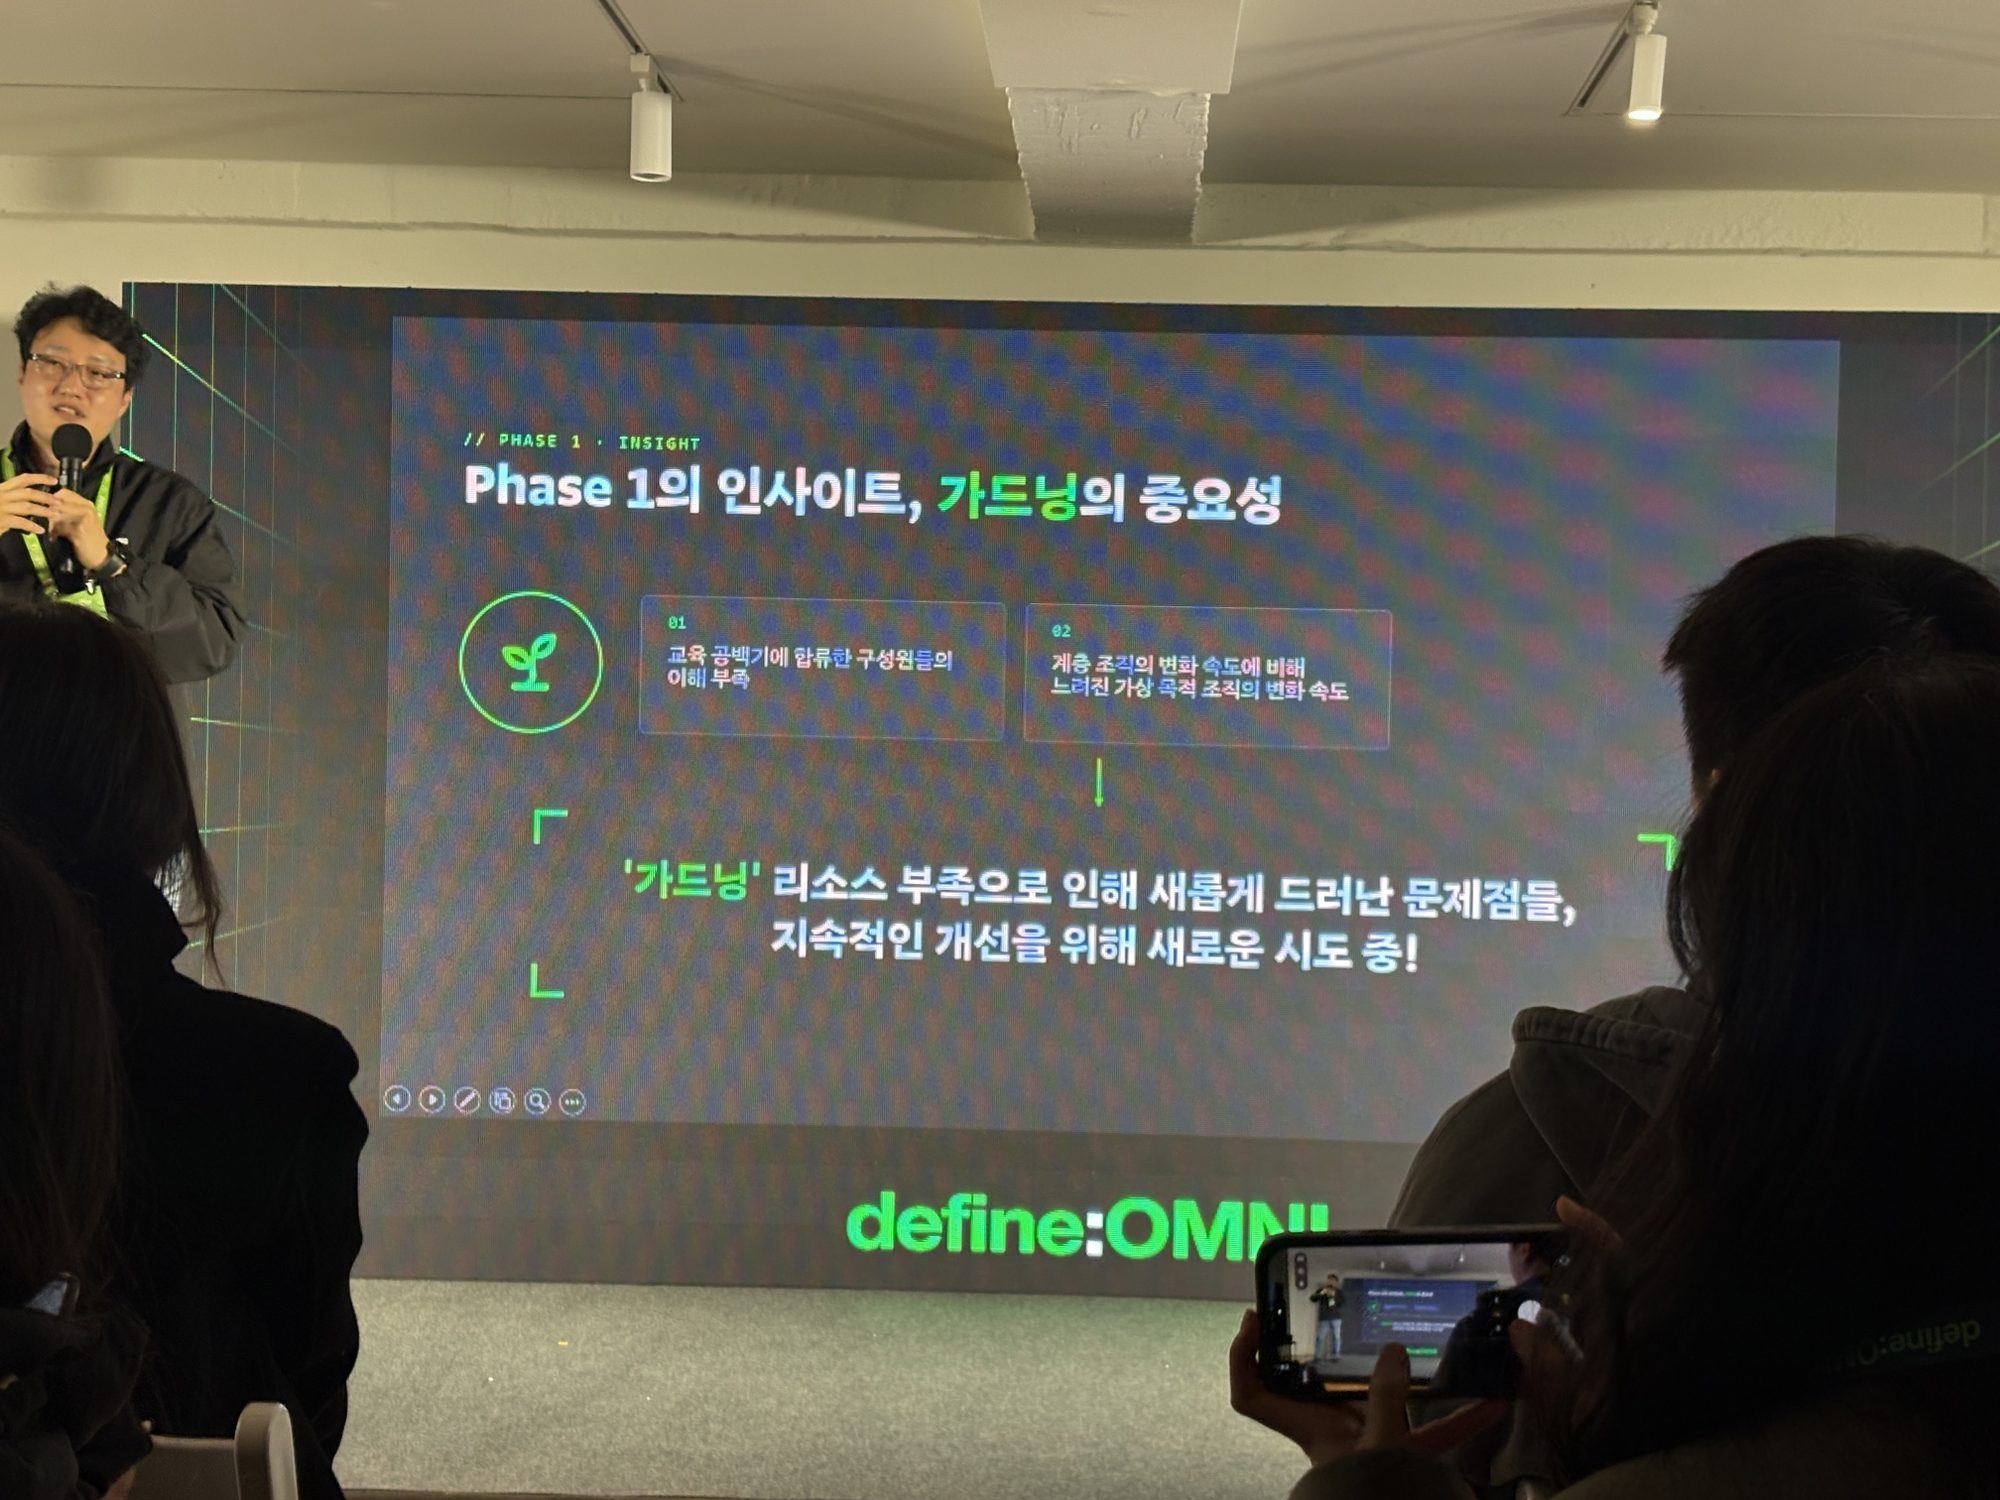 // PHASE 1 · INSIGHT
Phase 1의 인사이트, 가드닝의 중요성
01
교육 공백기에 합류한 구성원들의
이해 부족
02
계층 조직의 변화 속도에 비해
느려진 가상 목적 조직의 변화 속도
'가드닝' 리소스 부족으로 인해 새롭게 드러난 문제점들,
지속적인 개선을 위해 새로운 시도 중!
define:OMNI